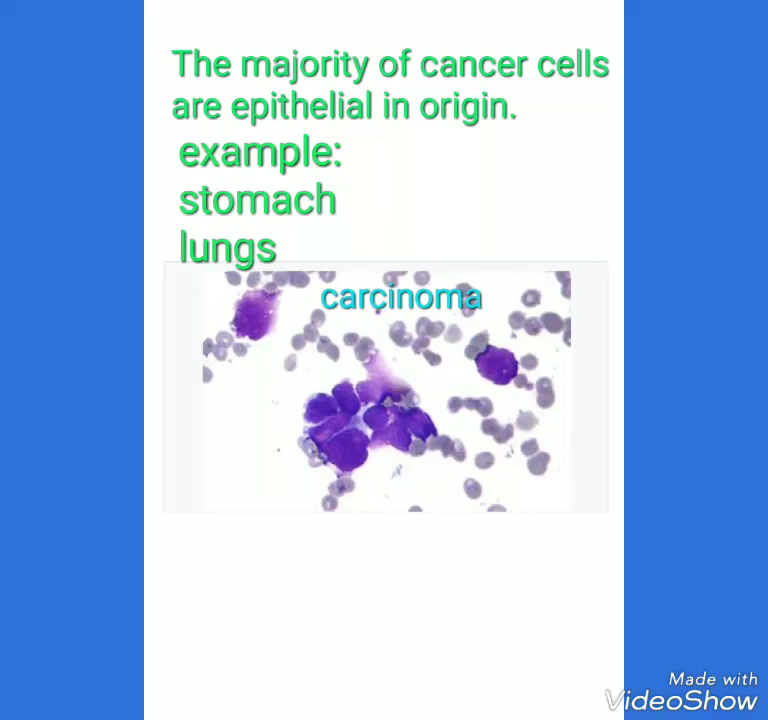 The majority of cancer cells
are epithelial in origin.
example:
stomach
lungs
carcinoma
Made with
VideoShow